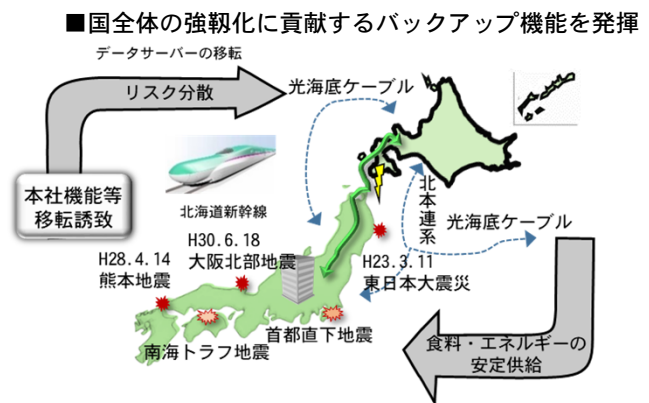 ■国全体の強靱化に貢献するバックアップ機能を発揮
データサーバーの移転
リスク分散
光海底ケーブル
本社機能等
移転誘致
北海道新幹線
北本連系
光海底ケーブル
H30.6.18
大阪北部地震
H28.4.14
熊本地震
H23.3.11
東日本大震災
首都直下地震
南海トラフ地震
食料・エネルギーの
安定供給